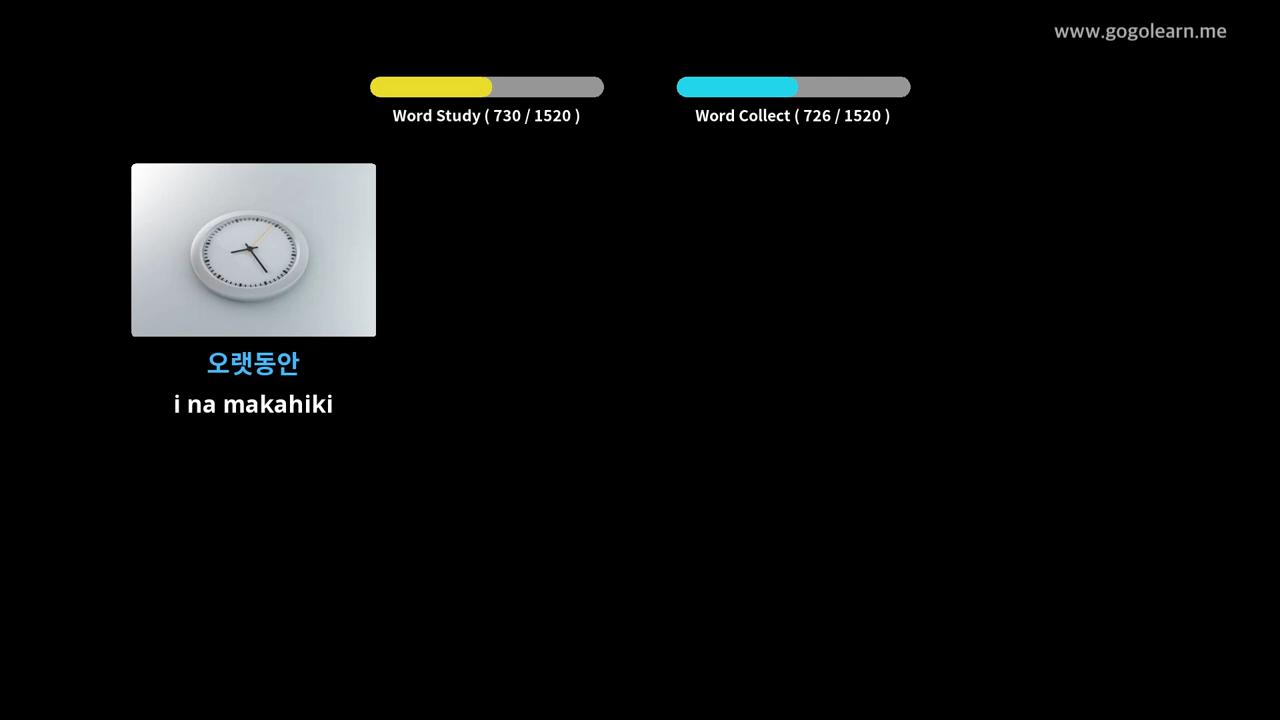 www.gogolearn.me
Word Study ( 730 / 1520 )
Word Collect ( 726 / 1520 )
오랫동안
i na makahiki